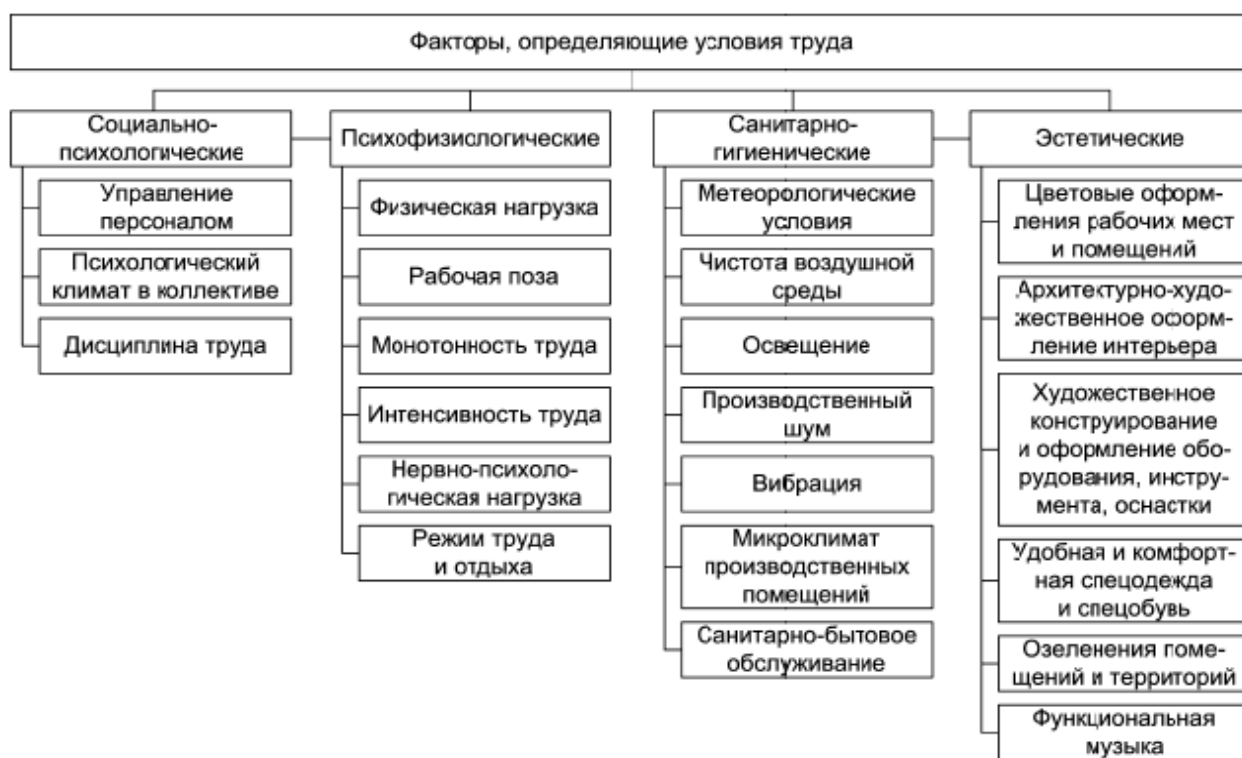 Факторы, определяющие условия труда
Социально-
психологические
Управление
персоналом
Психологический
климат в коллективе
Дисциплина труда
Психофизиологические
Физическая нагрузка
Рабочая поза
Монотонность труда
Интенсивность труда
Нервно-психоло-
гическая нагрузка
Режим труда
и отдыха
Санитарно-
гигиенические
Метеорологические
условия
Чистота воздушной
среды
Освещение
Производственный
шум
Вибрация
Микроклимат
производственных
помещений
Санитарно-бытовое
обслуживание
Эстетические
Цветовые оформ-
ления рабочих мест
и помещений
Архитектурно-худо-
жественное оформ-
ление интерьера
Художественное
конструирование
и оформление обо-
рудования, инстру-
мента, оснастки
Удобная и комфорт-
ная спецодежда
и спецобувь
Озеленения поме-
щений и территорий
Функциональная
музыка